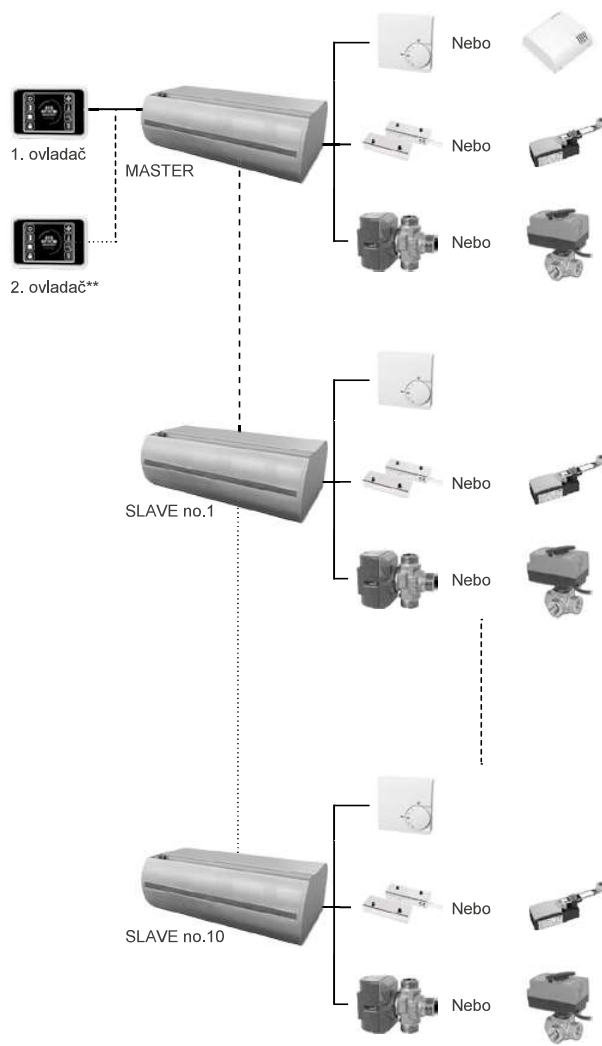 Nebo
1. ovladač
MASTER
Nebo
2. ovladač**
Nebo
SLAVE no.1
Nebo
Nebo
SLAVE no.10
Nebo
Nebo